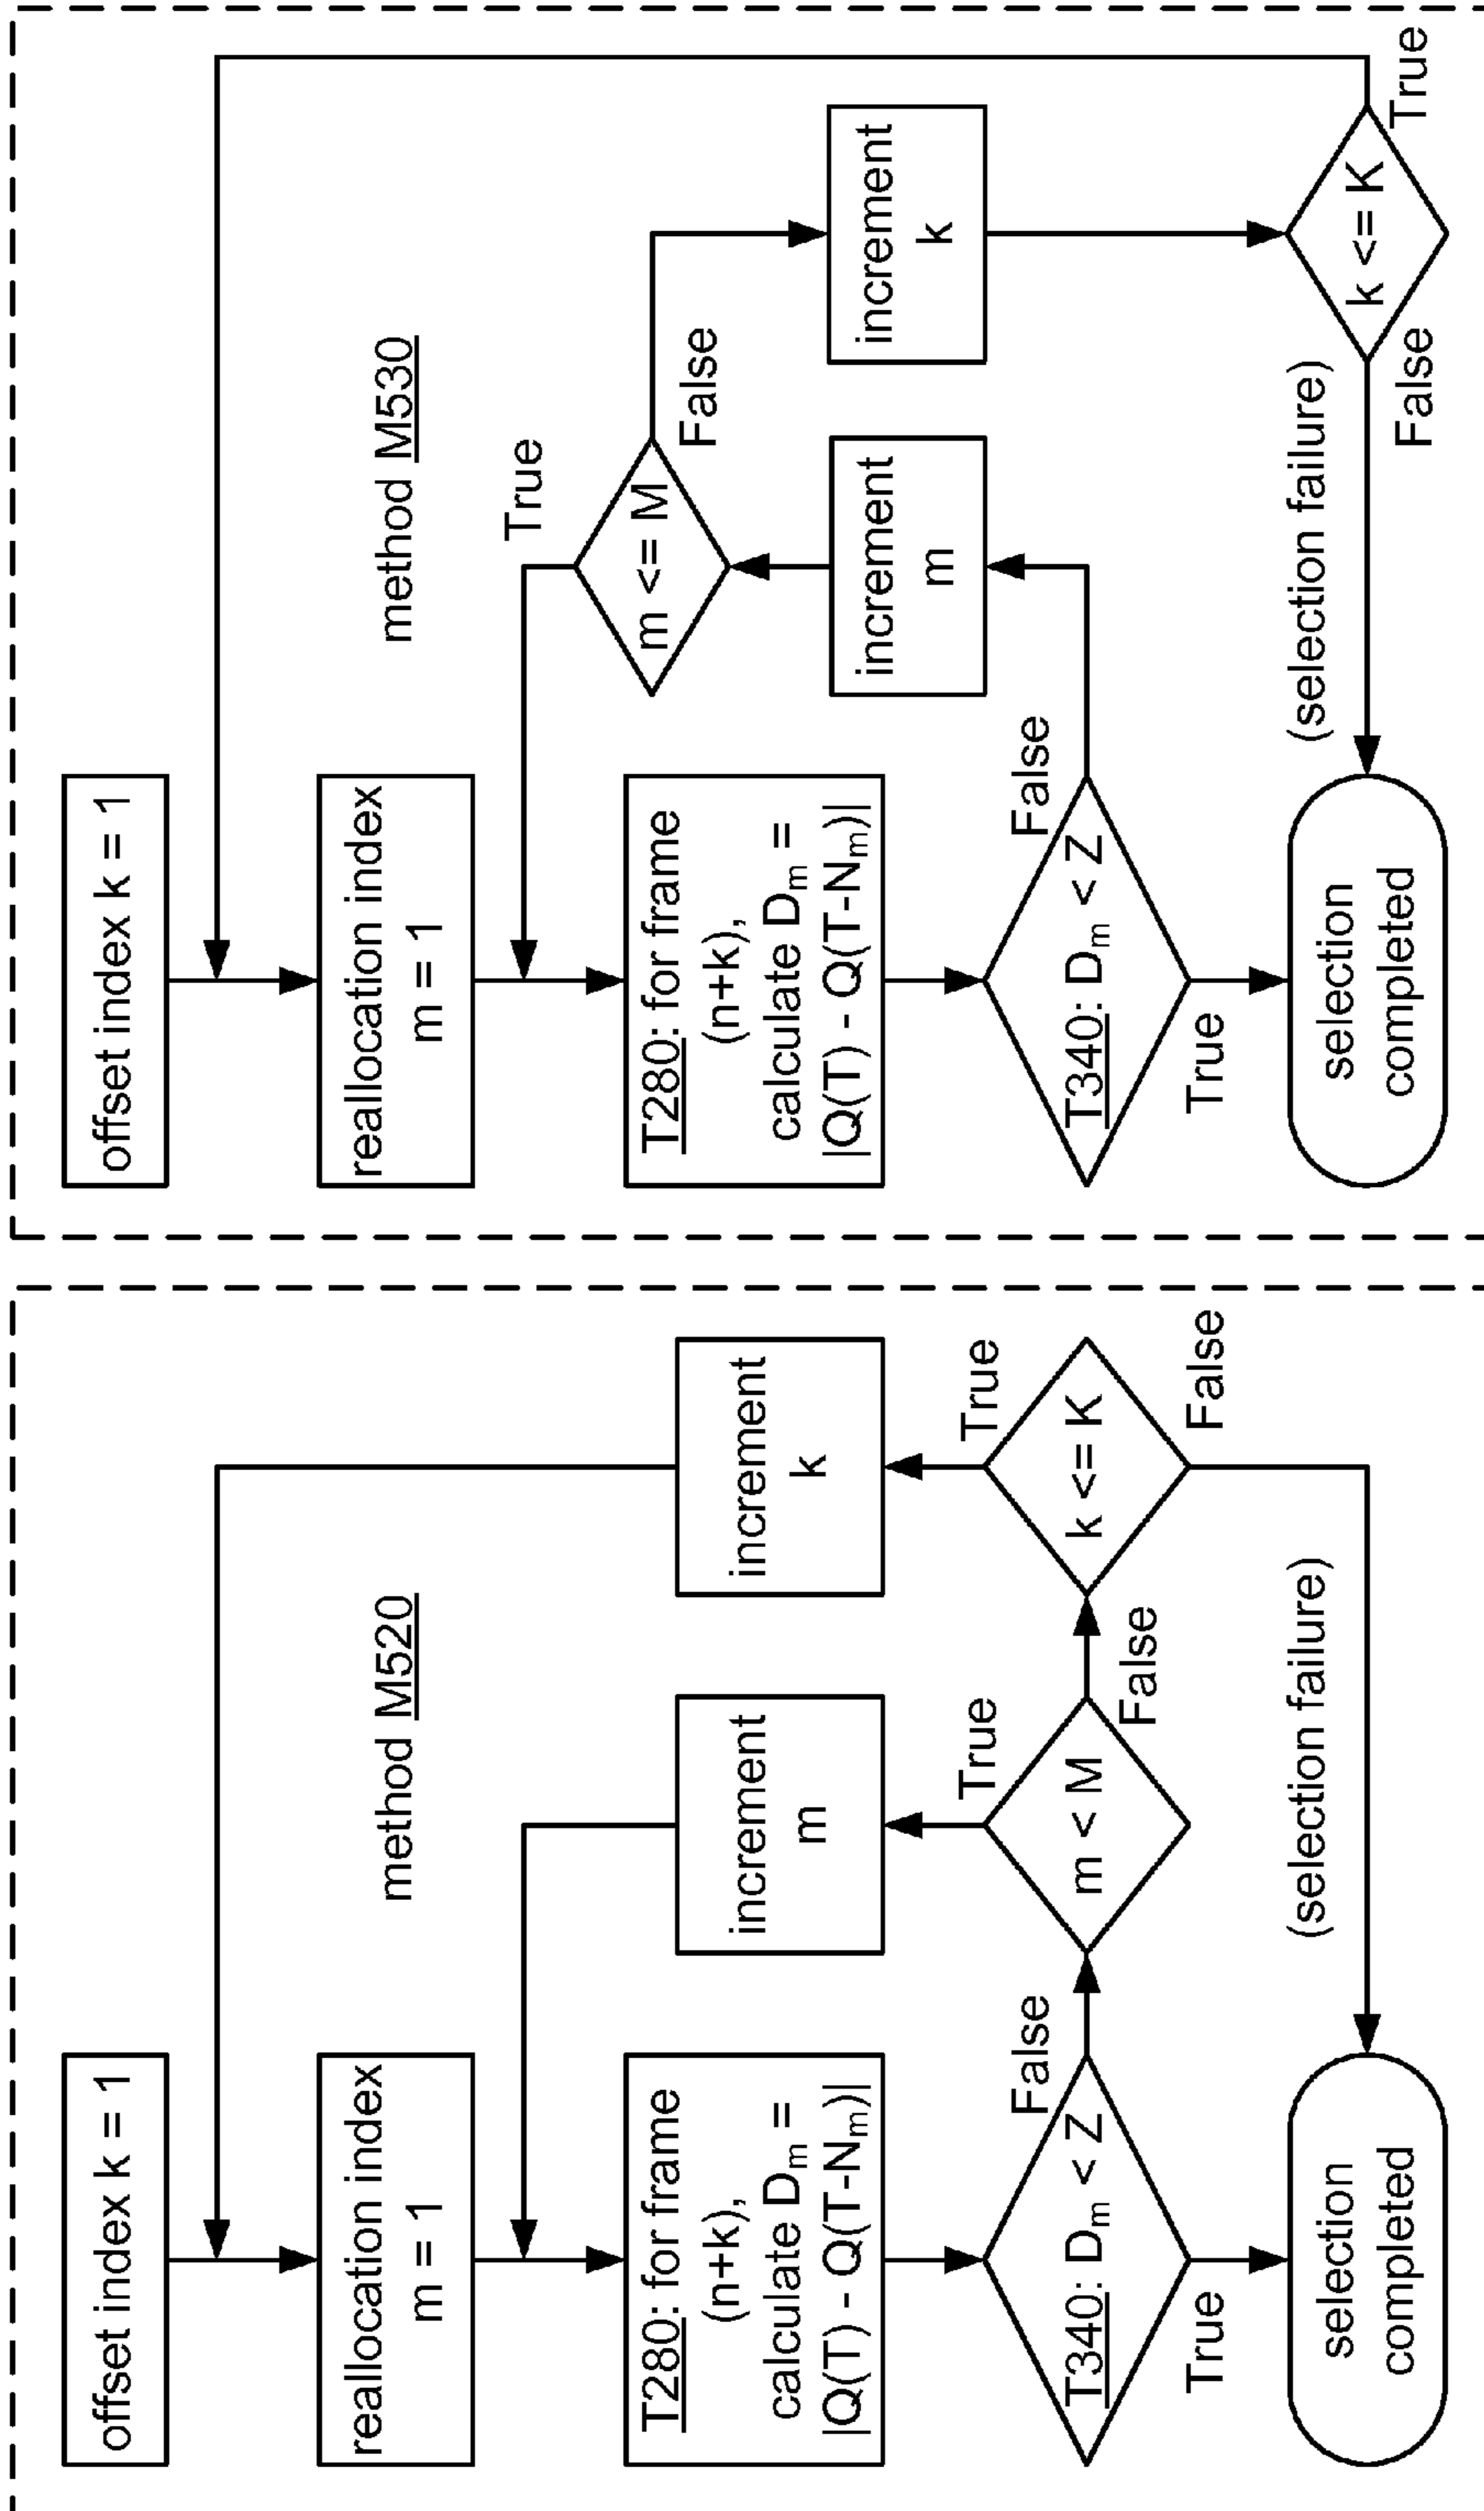 offset index k = 1
reallocation index
m = 1
T280: for frame
(n+k),
calculate Dm =
|Q(T) - Q(T-Nm)|
T340: Dm < Z
True
False
selection
completed
method M520
increment
m
True
m < M
False
increment
k
True
k <= K
False
(selection failure)
offset index k = 1
reallocation index
m = 1
T280: for frame
(n+k),
calculate Dm =
|Q(T) - Q(T-Nm)|
T340: Dm < Z
True
False
selection
completed
method M530
True
m <= M
False
increment
m
increment
k
k <= K
True
False
(selection failure)